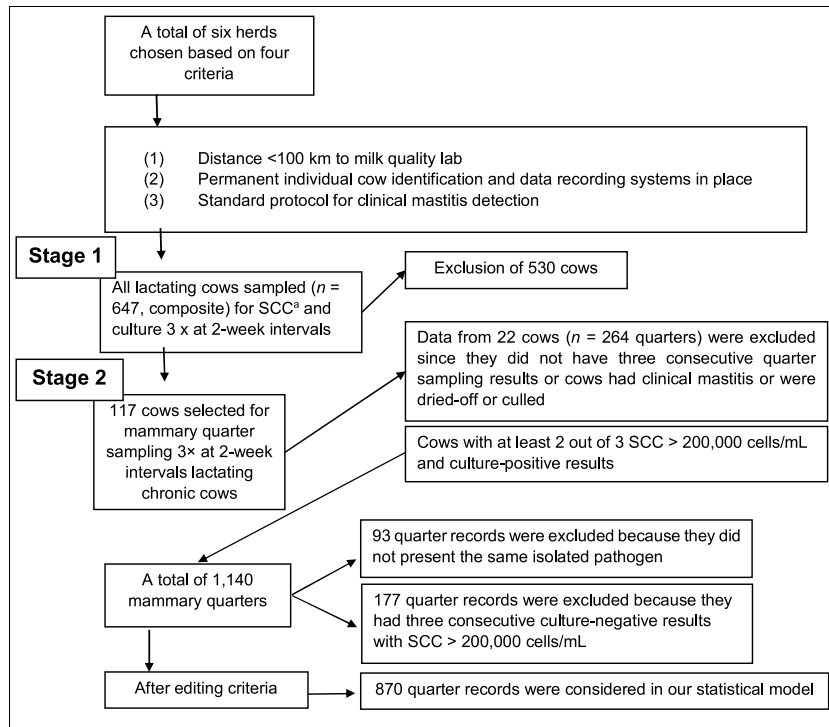 A total of six herds
chosen based on four
criteria
(1) Distance <100 km to milk quality lab
(2) Permanent individual cow identification and data recording systems in place
(3) Standard protocol for clinical mastitis detection
Stage 1
All lactating cows sampled (n =
647, composite) for SCCᵃ and
culture 3 x at 2-week intervals
Exclusion of 530 cows
Stage 2
117 cows selected for
mammary quarter
sampling 3× at 2-week
intervals lactating
chronic cows
Data from 22 cows (n = 264 quarters) were excluded
since they did not have three consecutive quarter
sampling results or cows had clinical mastitis or were
dried-off or culled
Cows with at least 2 out of 3 SCC > 200,000 cells/mL
and culture-positive results
A total of 1,140
mammary quarters
93 quarter records were excluded because they did
not present the same isolated pathogen
177 quarter records were excluded because they
had three consecutive culture-negative results
with SCC > 200,000 cells/mL
After editing criteria
870 quarter records were considered in our statistical model